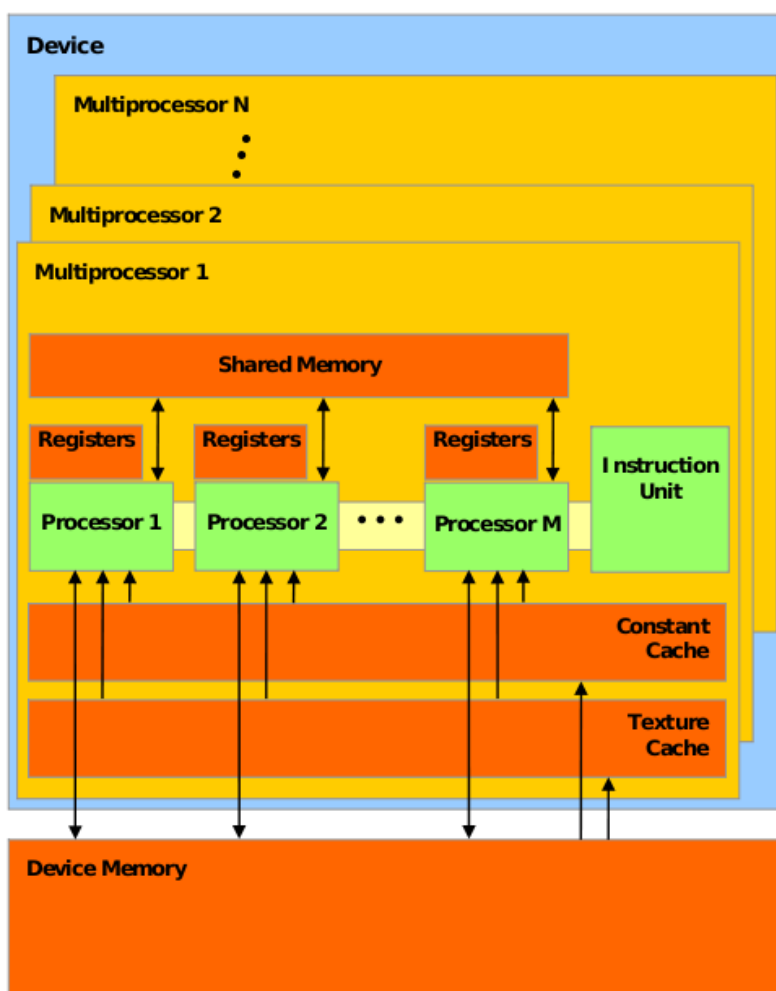 Device
Multiprocessor N
Multiprocessor 2
Multiprocessor 1
Shared Memory
Registers
Registers
Registers
Instruction
Unit
Processor 1
Processor 2
Processor M
Constant
Cache
Texture
Cache
Device Memory